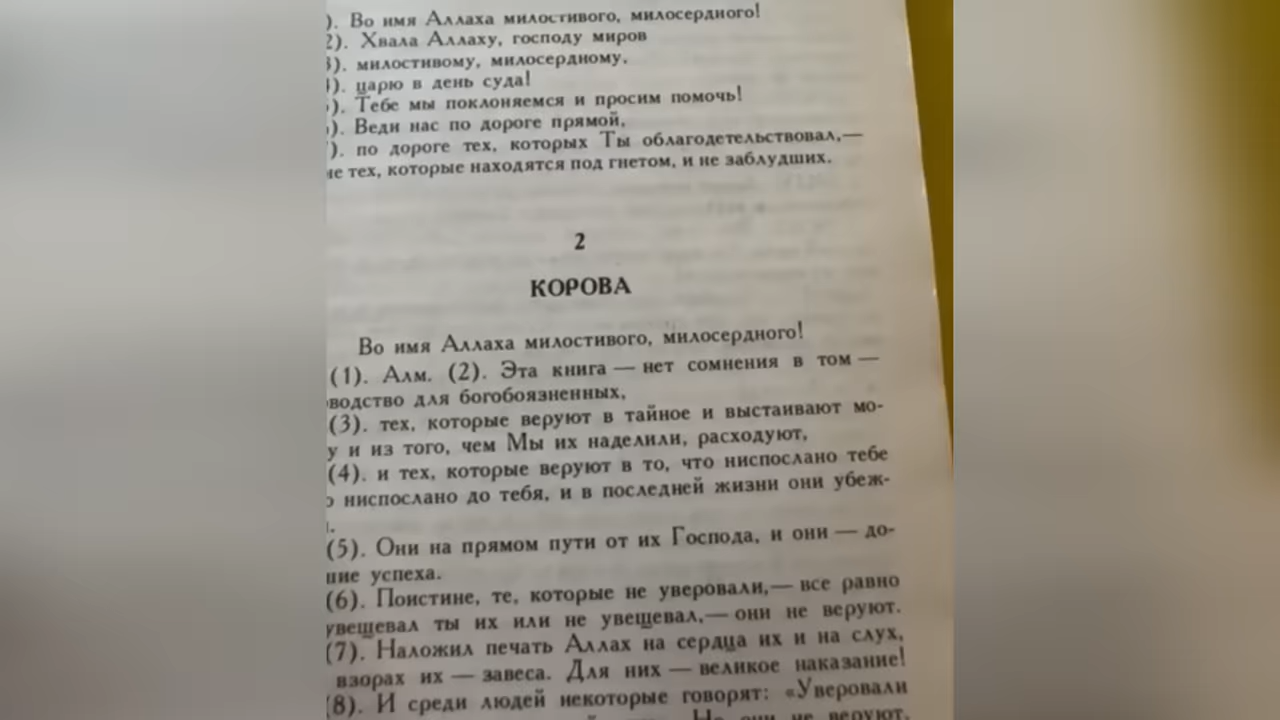 ). Во имя Аллаха милостивого, милосердного!
2). Хвала Аллаху, господу миров
3). милостивому, милосердному,
). царю в день суда!
). Тебе мы поклоняемся и просим помочь!
). Веди нас по дороге прямой,
). по дороге тех, которых Ты облагодетельствовал,—
не тех, которые находятся под гнетом, и не заблудших.
2
КОРОВА
Во имя Аллаха милостивого, милосердного!
(1). Алм. (2). Эта книга — нет сомнения в том —
водство для богобоязненных,
(3). тех, которые веруют в тайное и выстаивают мо-
у и из того, чем Мы их наделили, расходуют,
(4). и тех, которые веруют в то, что ниспослано тебе
о ниспослано до тебя, и в последней жизни они убеж-
(5). Они на прямом пути от их Господа, и они — до-
шие успеха.
(6). Поистине, те, которые не уверовали,— все равно
увещевал ты их или не увещевал,— они не веруют.
(7). Наложил печать Аллах на сердца их и на слух,
взорах их — завеса. Для них — великое наказание!
(8). И среди людей некоторые говорят: «Уверовали
Но они не веруют.